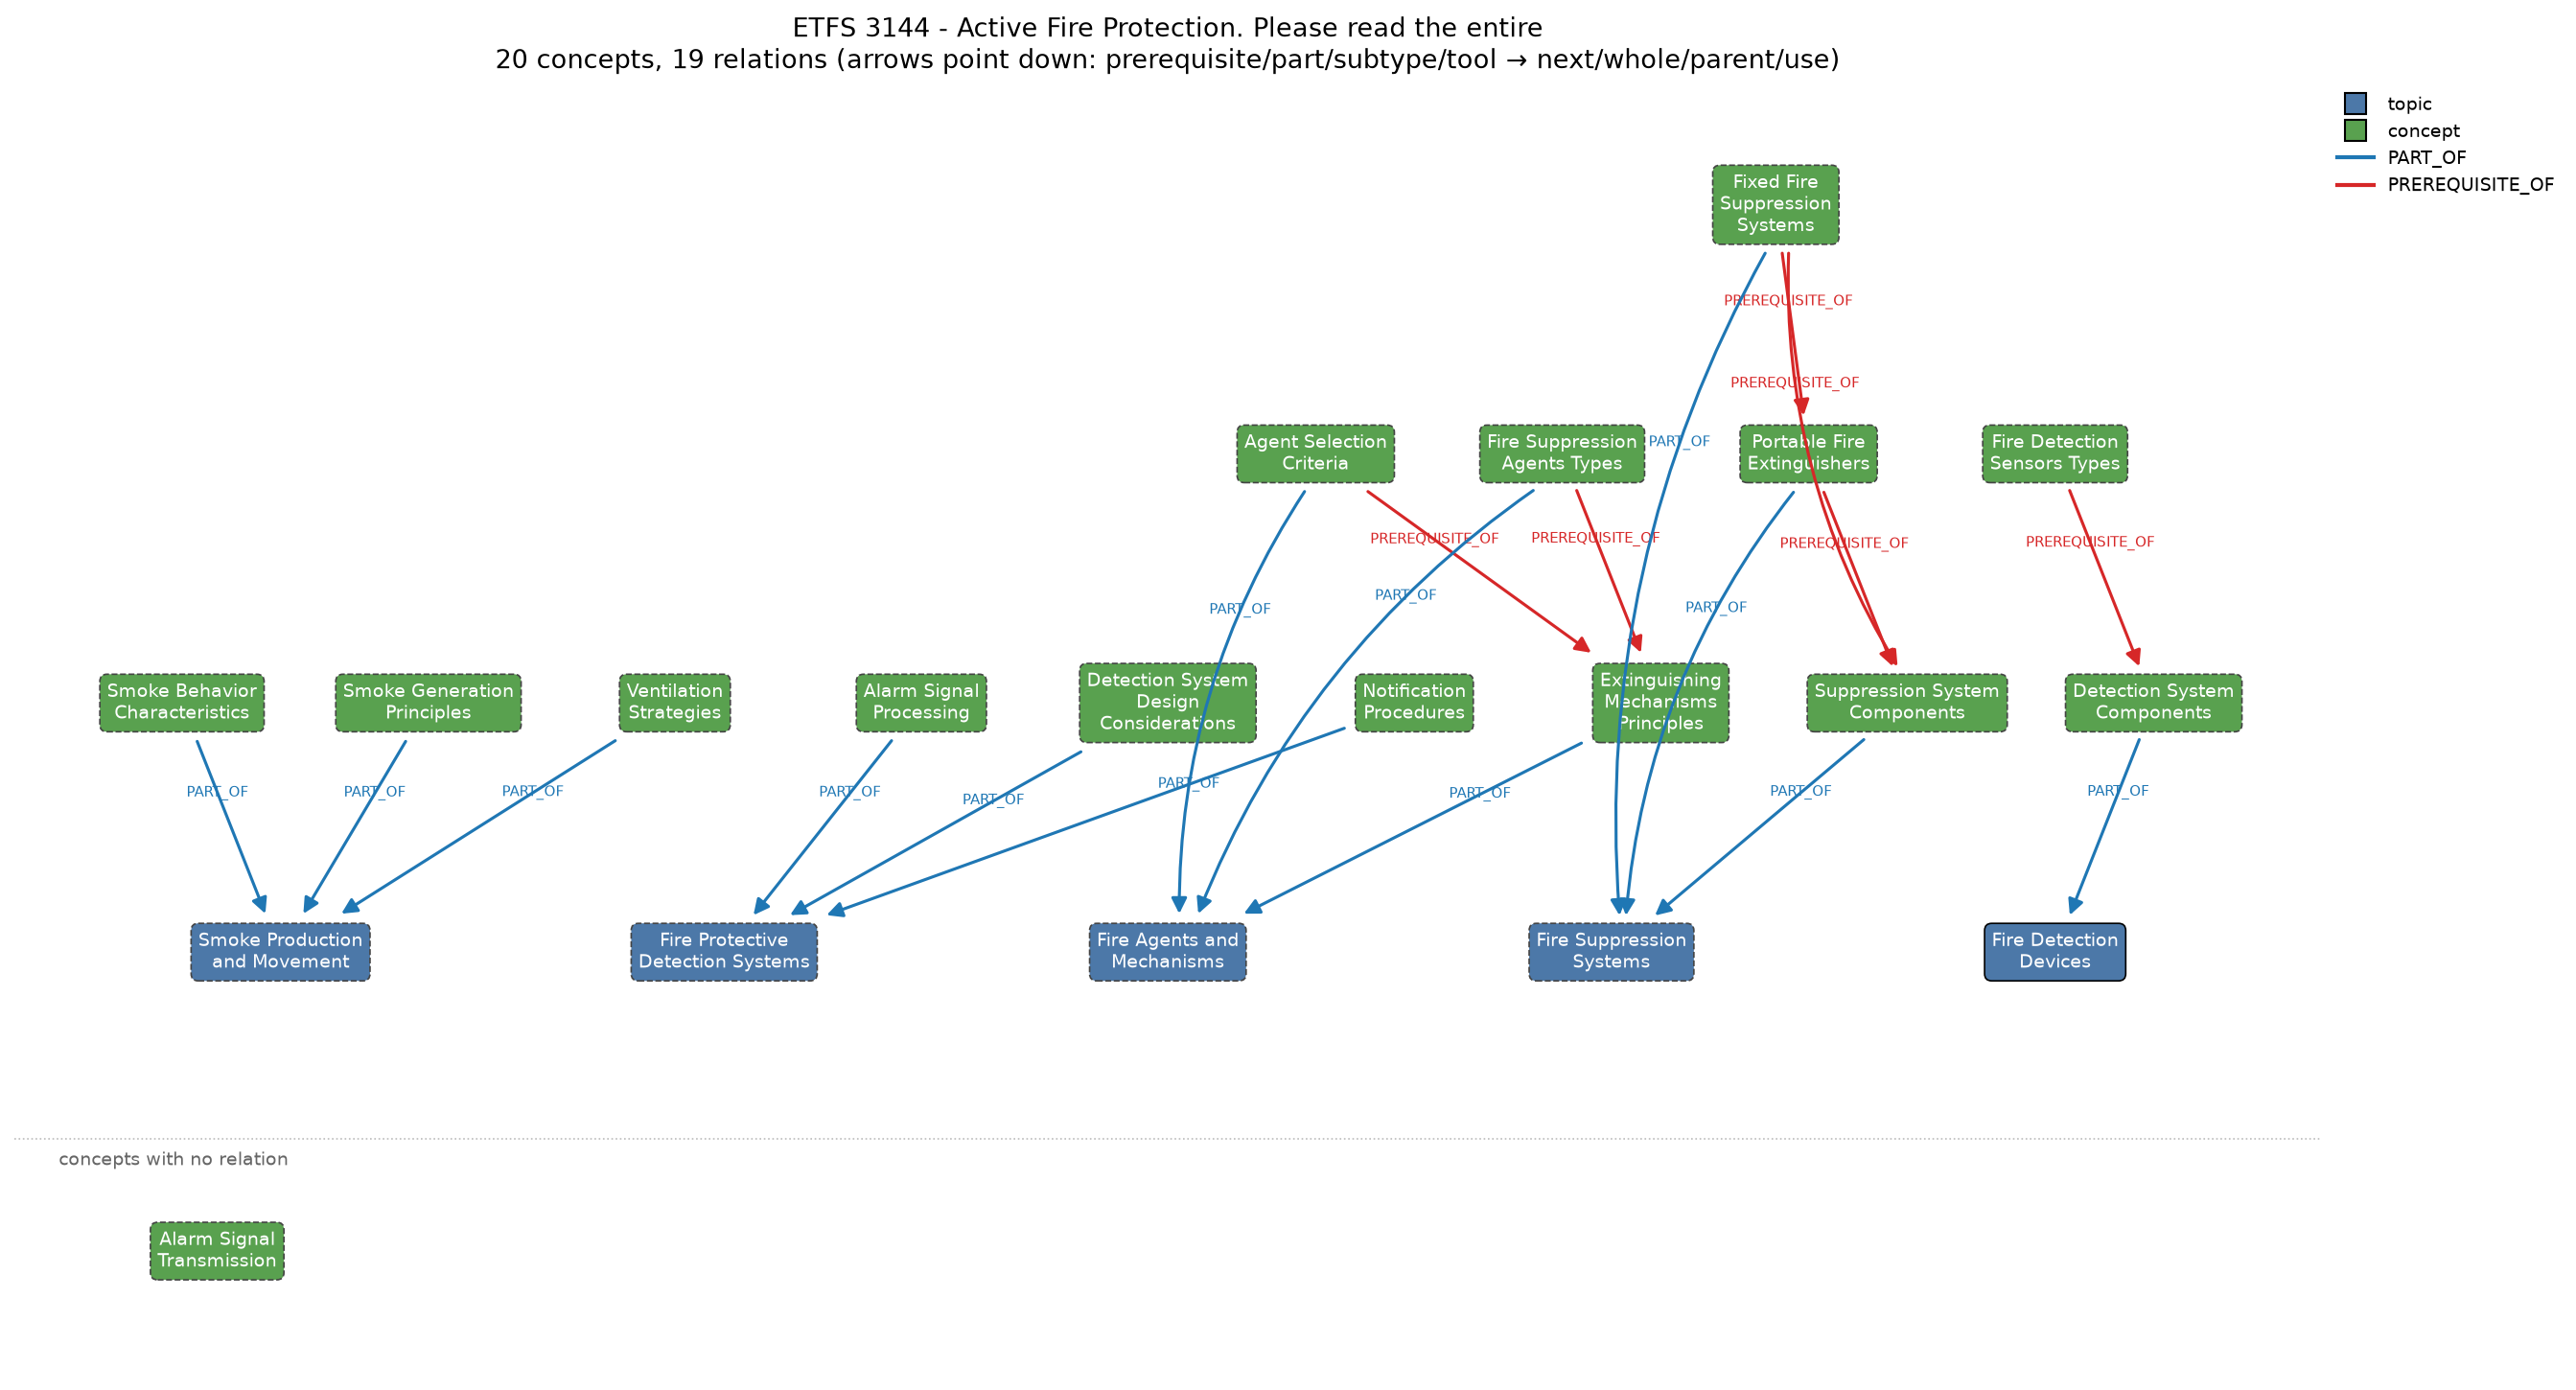 ETFS 3144 - Active Fire Protection. Please read the entire
20 concepts, 19 relations (arrows point down: prerequisite/part/subtype/tool → next/whole/parent/use)
topic
concept
PART_OF
PREREQUISITE_OF
Fixed Fire
Suppression
Systems
PREREQUISITE_OF
PREREQUISITE_OF
PART_OF
Agent Selection
Criteria
Fire Suppression
Agents Types
Portable Fire
Extinguishers
Fire Detection
Sensors Types
PREREQUISITE_OF
PREREQUISITE_OF
PREREQUISITE_OF
PREREQUISITE_OF
PART_OF
PART_OF
PART_OF
Smoke Behavior
Characteristics
Smoke Generation
Principles
Ventilation
Strategies
Alarm Signal
Processing
Detection System
Design
Considerations
Notification
Procedures
Extinguishing
Mechanisms
Principles
Suppression System
Components
Detection System
Components
PART_OF
PART_OF
PART_OF
PART_OF
PART_OF
PART_OF
PART_OF
PART_OF
PART_OF
Smoke Production
and Movement
Fire Protective
Detection Systems
Fire Agents and
Mechanisms
Fire Suppression
Systems
Fire Detection
Devices
concepts with no relation
Alarm Signal
Transmission